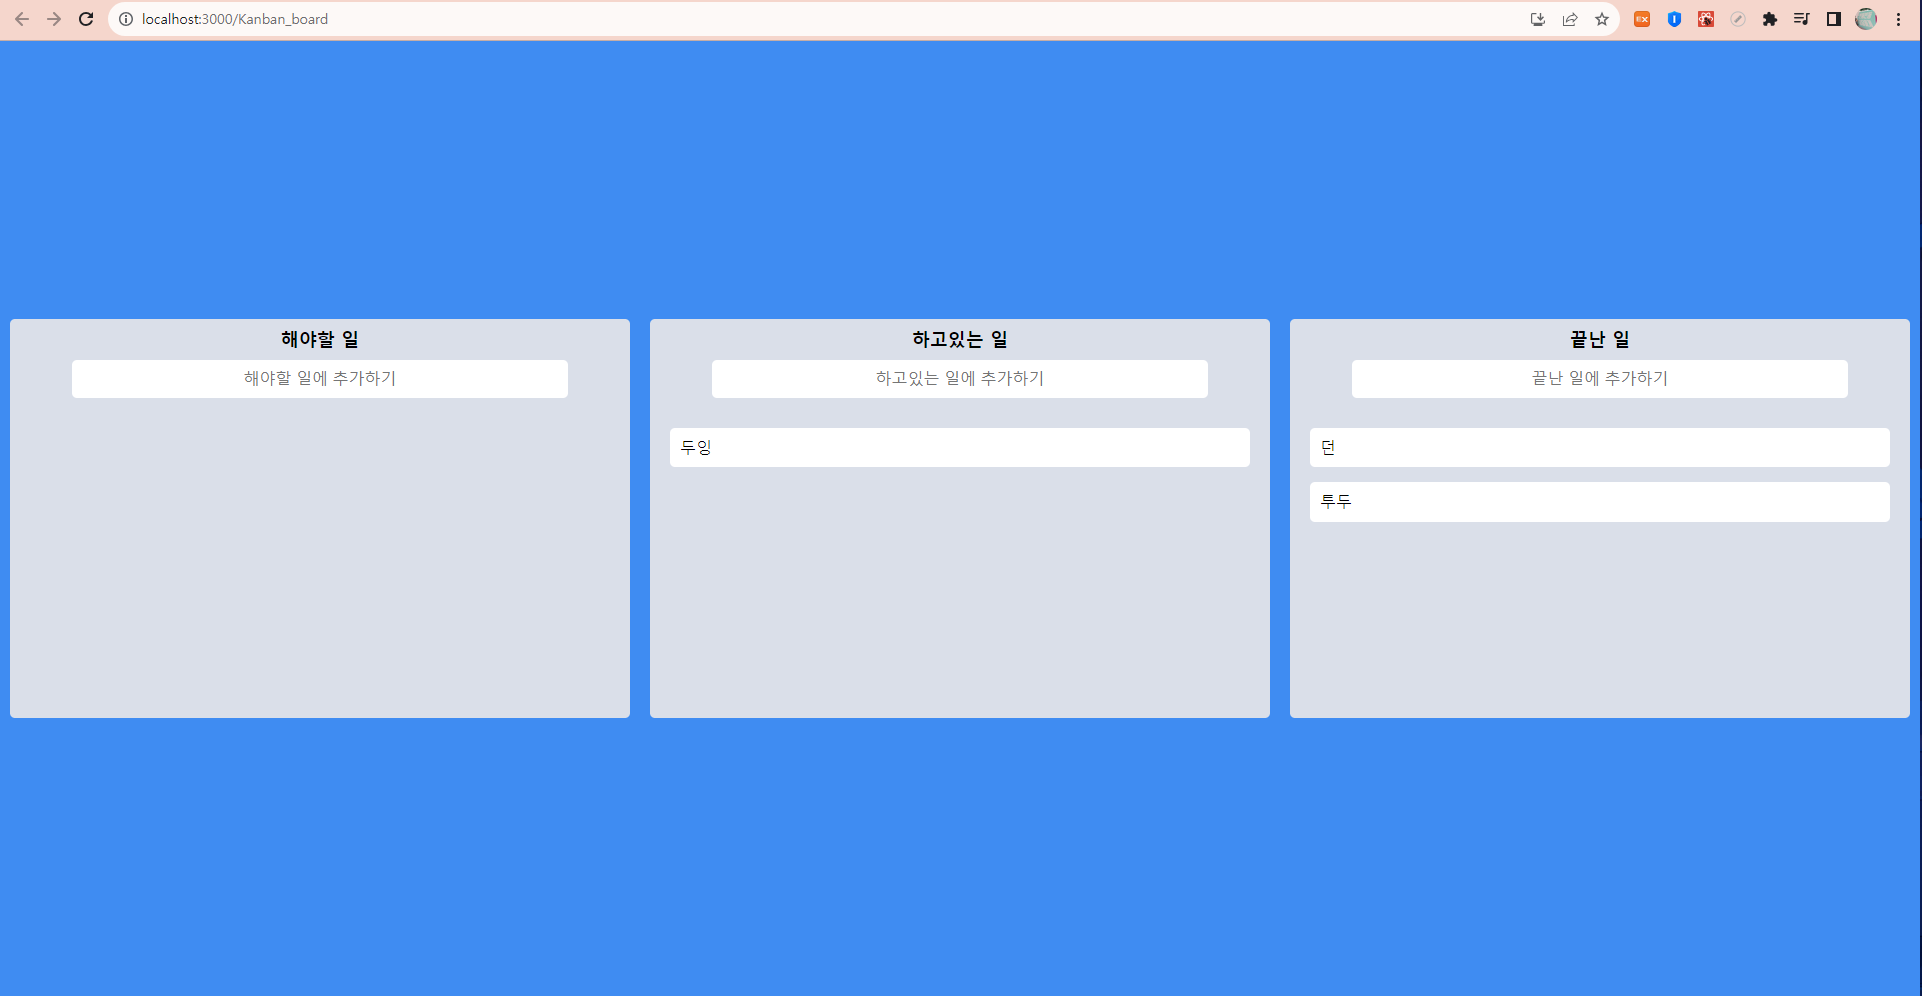 localhost:3000/Kanban_board
해야할 일
해야할 일에 추가하기
하고있는 일
하고있는 일에 추가하기
두잉
끝난 일
끝난 일에 추가하기
던
투두